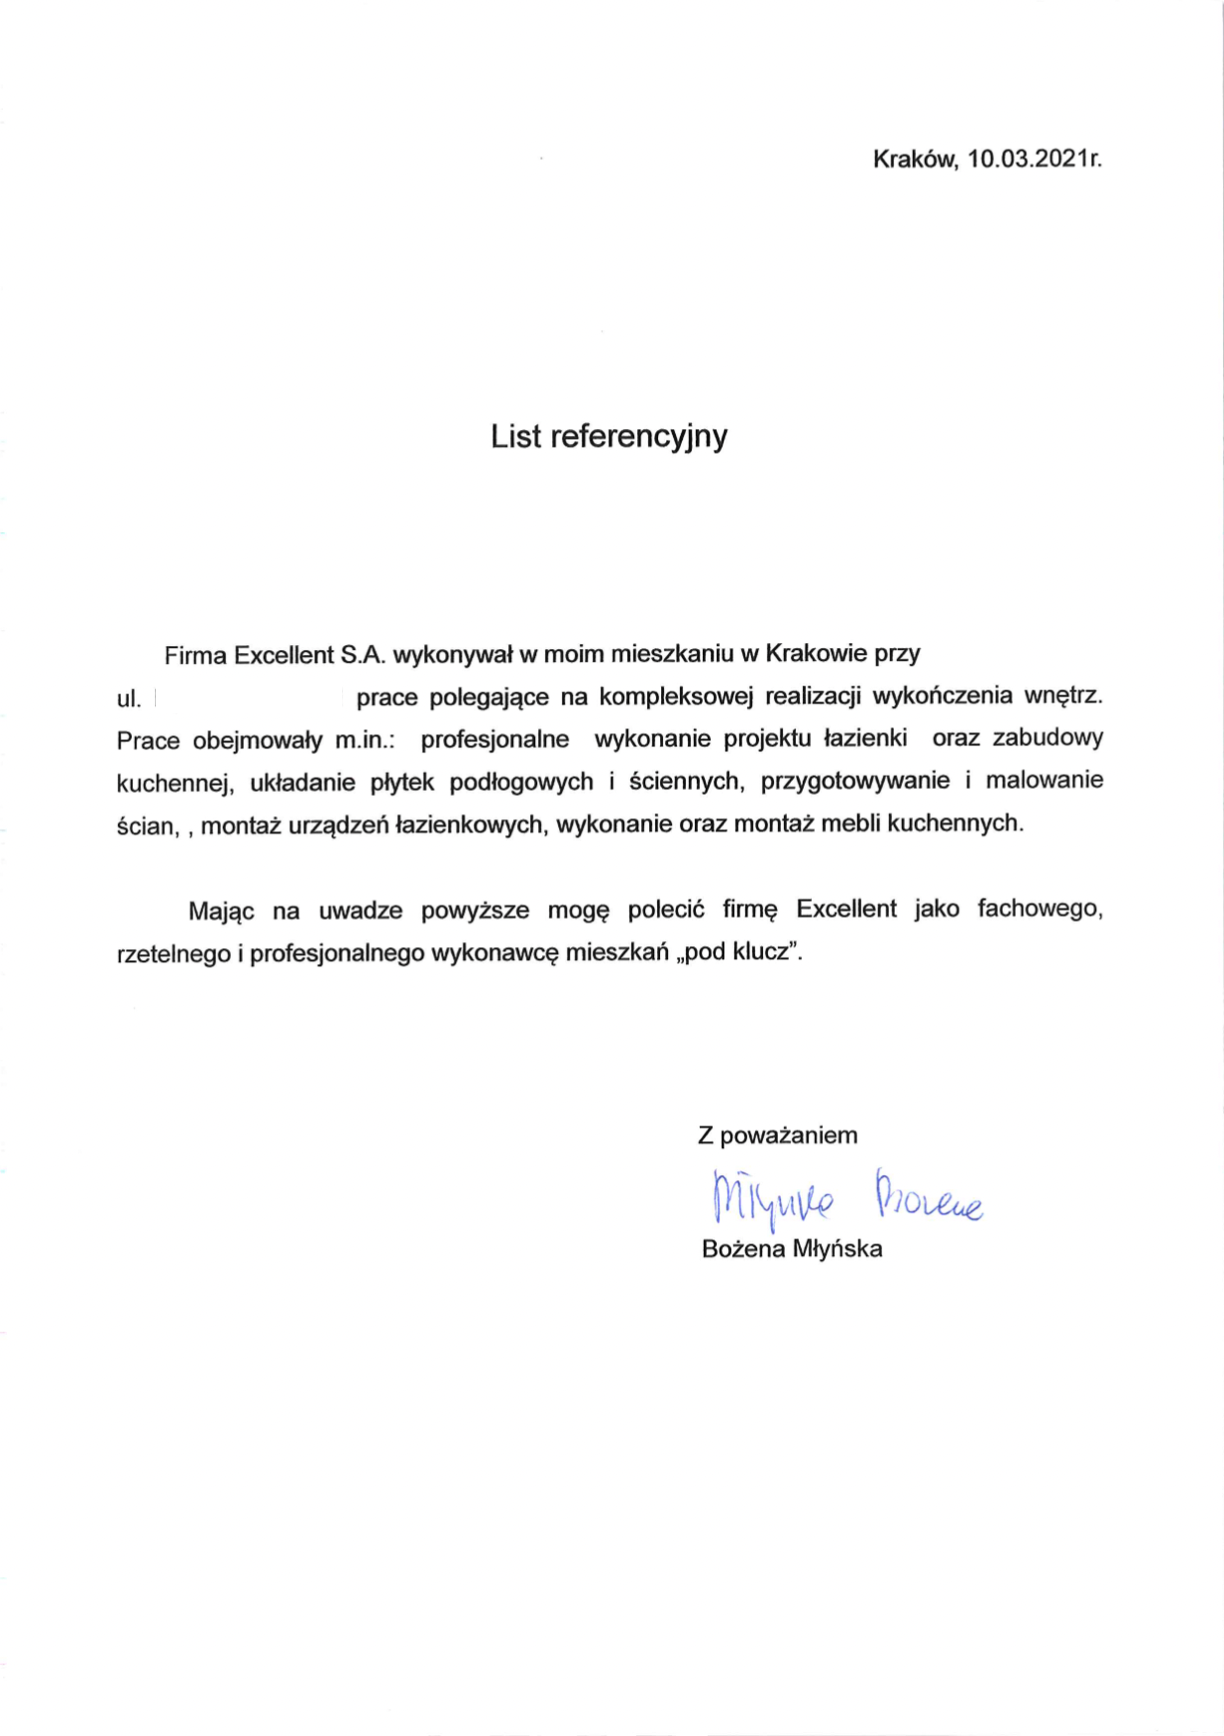 Kraków, 10.03.2021r.
List referencyjny
Firma Excellent S.A. wykonywał w moim mieszkaniu w Krakowie przy
ul. prace polegające na kompleksowej realizacji wykończenia wnętrz.
Prace obejmowały m.in.: profesjonalne wykonanie projektu łazienki oraz zabudowy
kuchennej, układanie płytek podłogowych i ściennych, przygotowywanie i malowanie
ścian, , montaż urządzeń łazienkowych, wykonanie oraz montaż mebli kuchennych.
Mając na uwadze powyższe mogę polecić firmę Excellent jako fachowego,
rzetelnego i profesjonalnego wykonawcę mieszkań „pod klucz”.
Z poważaniem
Młyńska Bożena
Bożena Młyńska